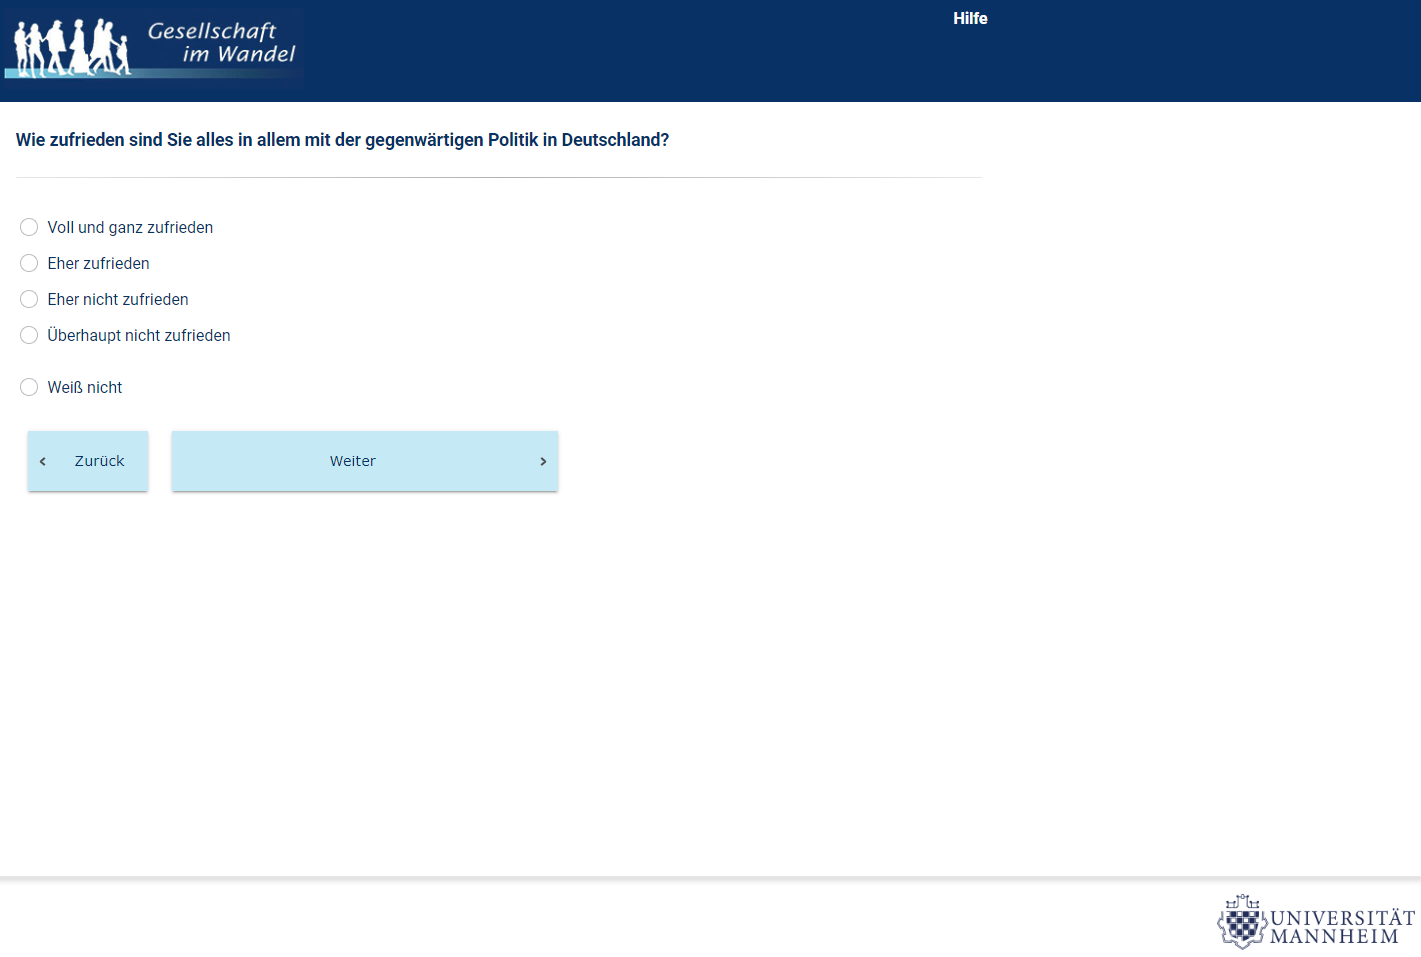 Gesellschaft
im Wandel
Hilfe
Wie zufrieden sind Sie alles in allem mit der gegenwärtigen Politik in Deutschland?
Voll und ganz zufrieden
Eher zufrieden
Eher nicht zufrieden
Überhaupt nicht zufrieden
Weiß nicht
Zurück
Weiter
UNIVERSITÄT
MANNHEIM